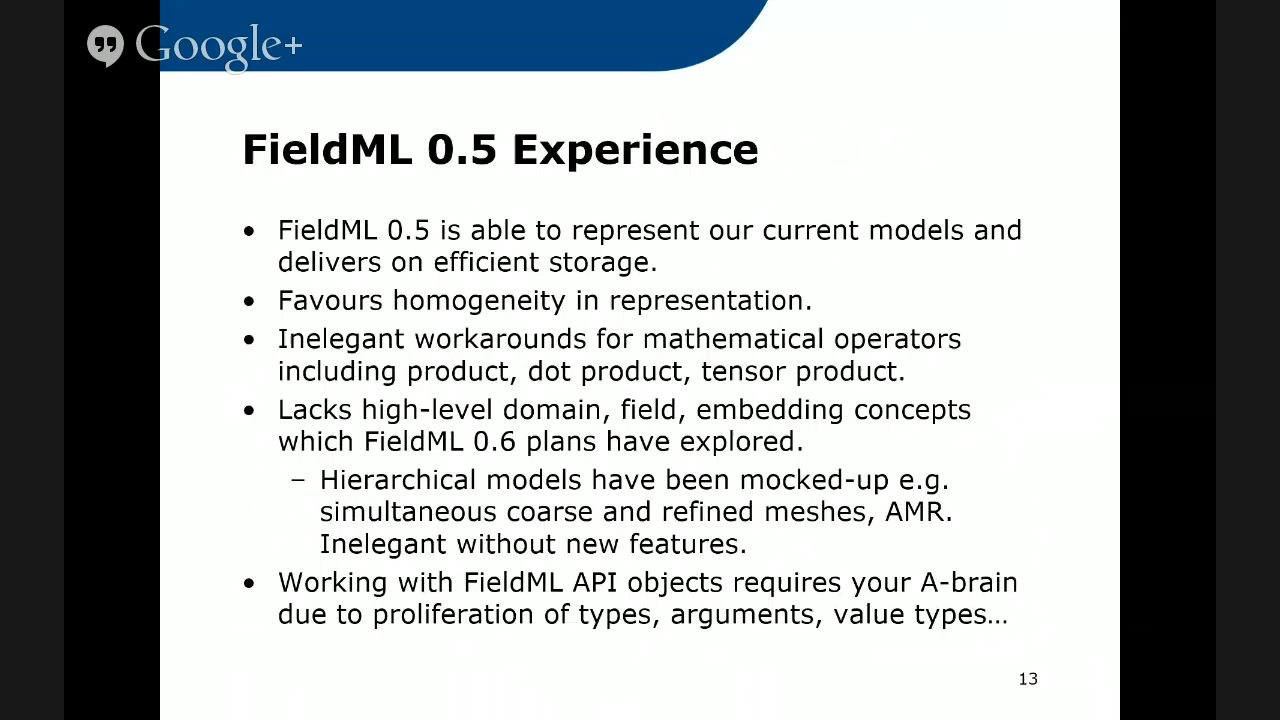 Google+
FieldML 0.5 Experience
• FieldML 0.5 is able to represent our current models and
delivers on efficient storage.
• Favours homogeneity in representation.
• Inelegant workarounds for mathematical operators
including product, dot product, tensor product.
• Lacks high-level domain, field, embedding concepts
which FieldML 0.6 plans have explored.
– Hierarchical models have been mocked-up e.g.
simultaneous coarse and refined meshes, AMR.
Inelegant without new features.
• Working with FieldML API objects requires your A-brain
due to proliferation of types, arguments, value types…
13